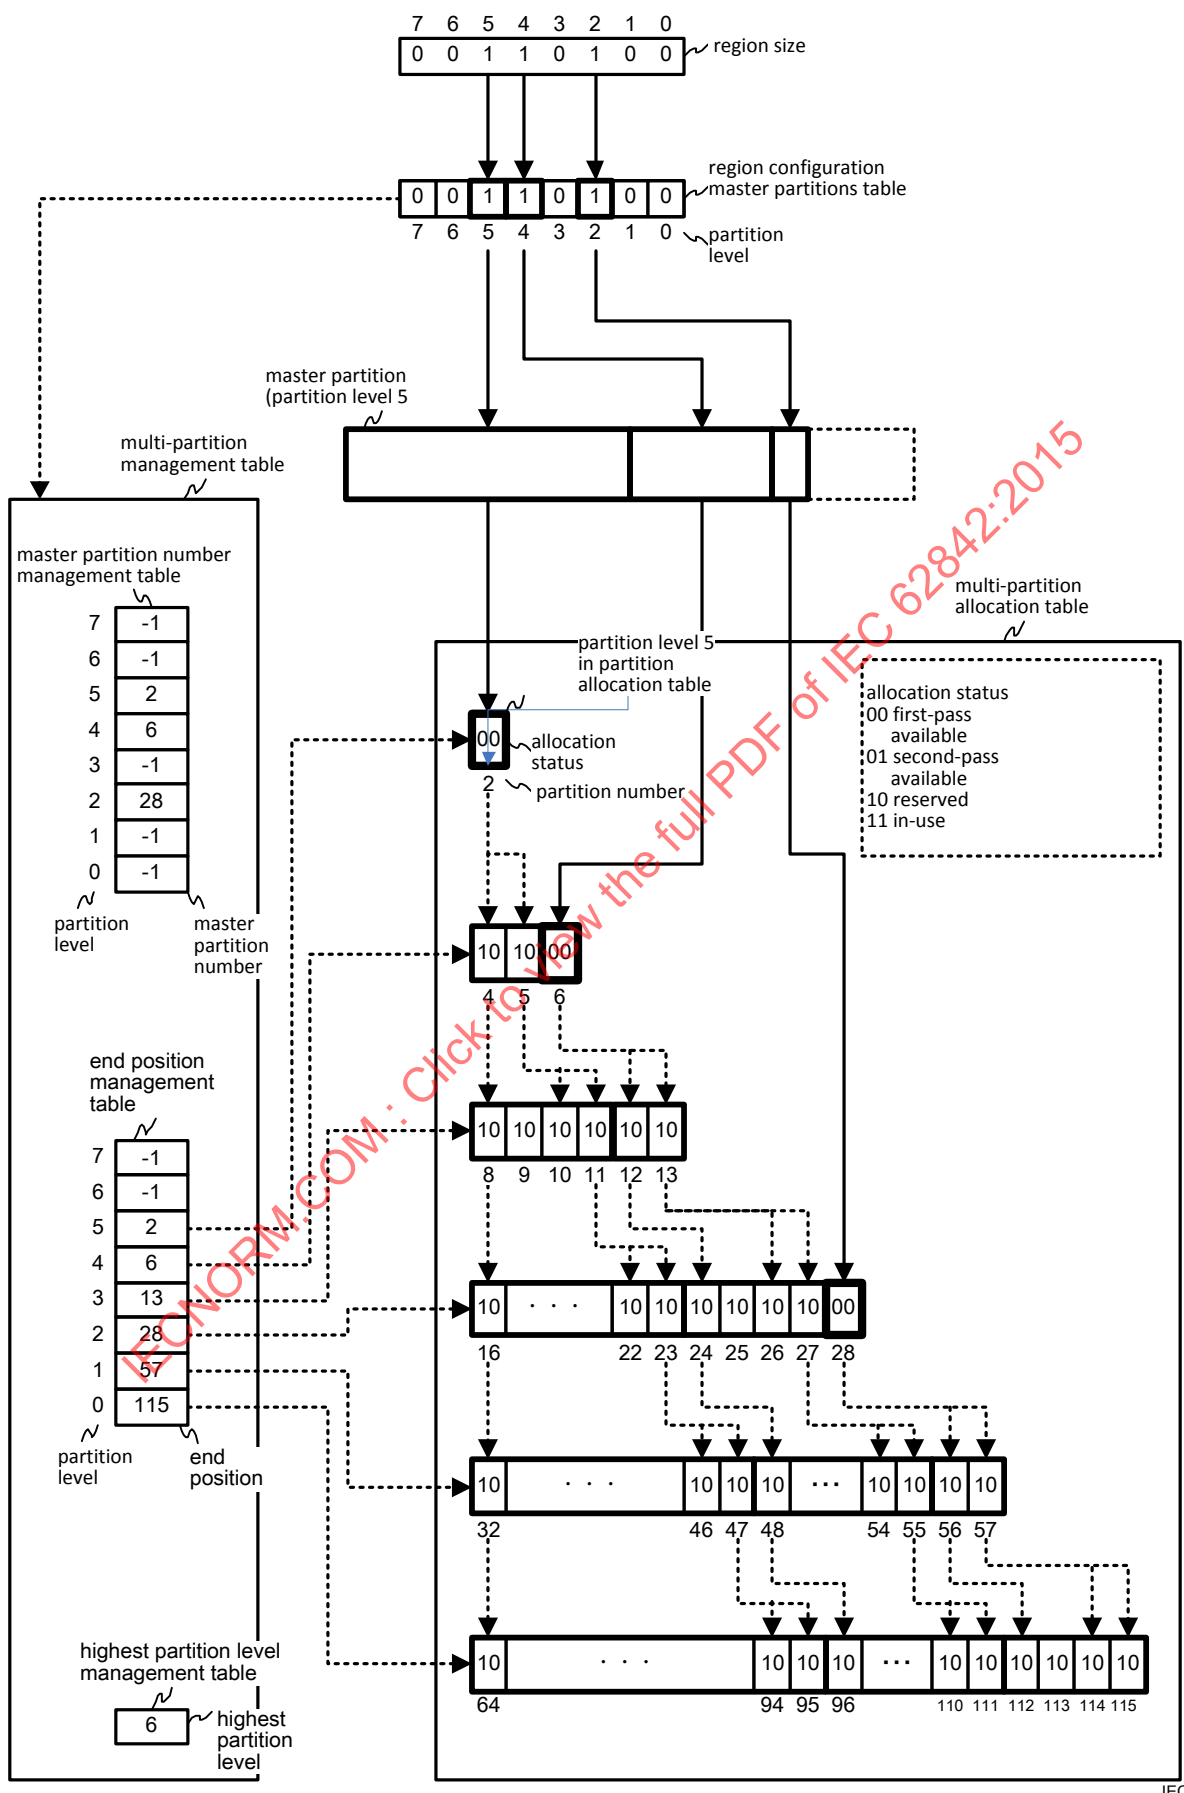 7 6 5 4 3 2 1 0
0 0 1 1 0 1 0 0
region size
region configuration
master partitions table
0 0 1 1 0 1 0 0
7 6 5 4 3 2 1 0
partition
level
master partition
(partition level 5
multi-partition
management table
master partition number
management table
7 -1
6 -1
5 2
4 6
3 -1
2 28
1 -1
0 -1
partition
level
master
partition
number
end position
management
table
7 -1
6 -1
5 2
4 6
3 13
2 28
1 57
0 115
partition
level
end
position
highest partition level
management table
6
highest
partition
level
multi-partition
allocation table
partition level 5
in partition
allocation table
allocation status
00 first-pass
available
01 second-pass
available
10 reserved
11 in-use
00
allocation
status
2
partition number
10 10 00
4 5 6
10 10 10 10 10 10
8 9 10 11 12 13
10 · · · 10 10 10 10 10 10 00
16 22 23 24 25 26 27 28
10 · · · 10 10 10 ... 10 10 10 10
32 46 47 48 54 55 56 57
10 · · · 10 10 10 ... 10 10 10 10 10 10
64 94 95 96 110 111 112 113 114 115
IECNORM.COM : Click to view the full PDF of IEC 62842:2015
IEC